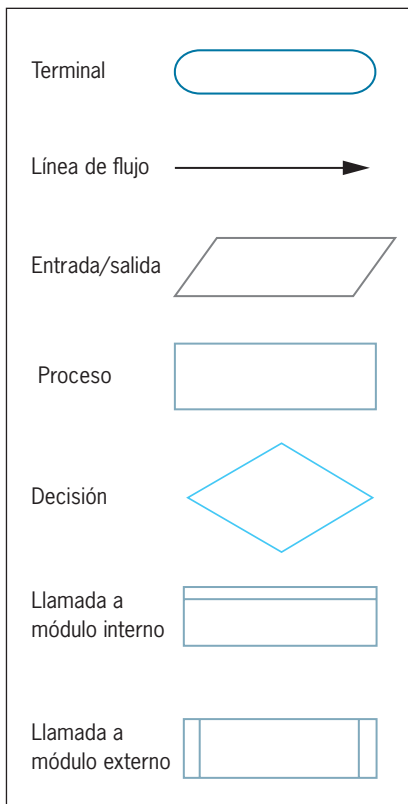 Terminal
Línea de flujo
Entrada/salida
Proceso
Decisión
Llamada a
módulo interno
Llamada a
módulo externo